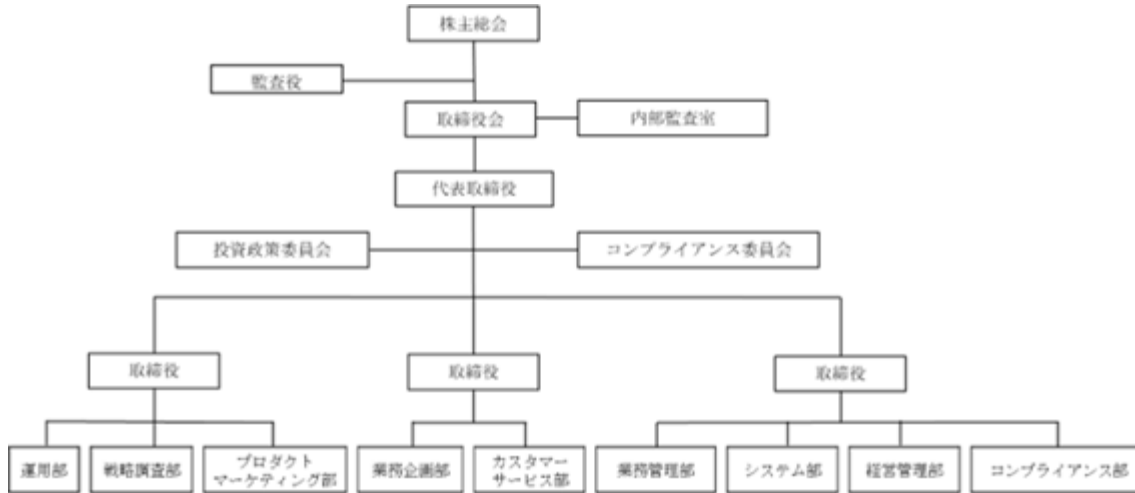 株主総会
監査役
取締役会
内部監査室
代表取締役
投資政策委員会
コンプライアンス委員会
取締役
取締役
取締役
運用部
戦略調査部
プロダクト
マーケティング部
業務企画部
カスタマー
サービス部
業務管理部
システム部
経営管理部
コンプライアンス部